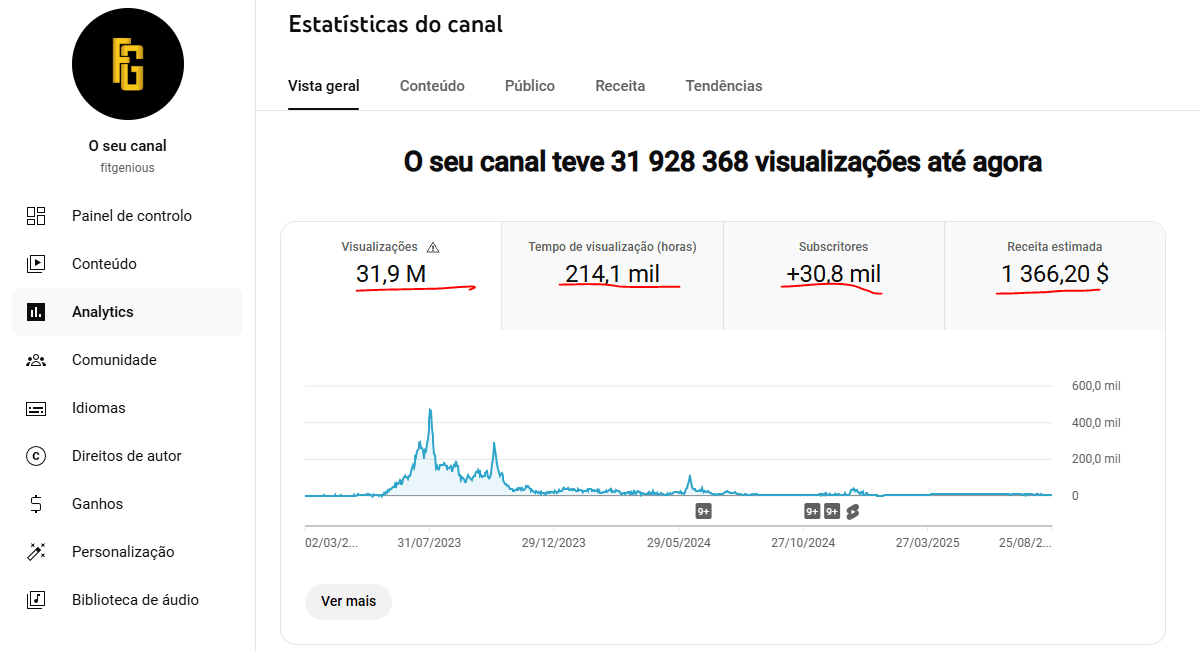 Estatísticas do canal
Vista geral Conteúdo Público Receita Tendências
FG
O seu canal
fitgenious
Painel de controlo
Conteúdo
Analytics
Comunidade
Idiomas
Direitos de autor
Ganhos
Personalização
Biblioteca de áudio
O seu canal teve 31 928 368 visualizações até agora
Visualizações
31,9 M
Tempo de visualização (horas)
214,1 mil
Subscritores
+30,8 mil
Receita estimada
1 366,20 $
600,0 mil
400,0 mil
200,0 mil
0
9+ 9+ 9+
02/03/2... 31/07/2023 29/12/2023 29/05/2024 27/10/2024 27/03/2025 25/08/2...
Ver mais